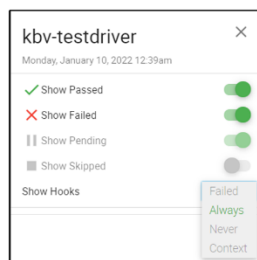 kbv-testdriver
Monday, January 10, 2022 12:39am
Show Passed
Show Failed
Show Pending
Show Skipped
Show Hooks
Failed
Always
Never
Context